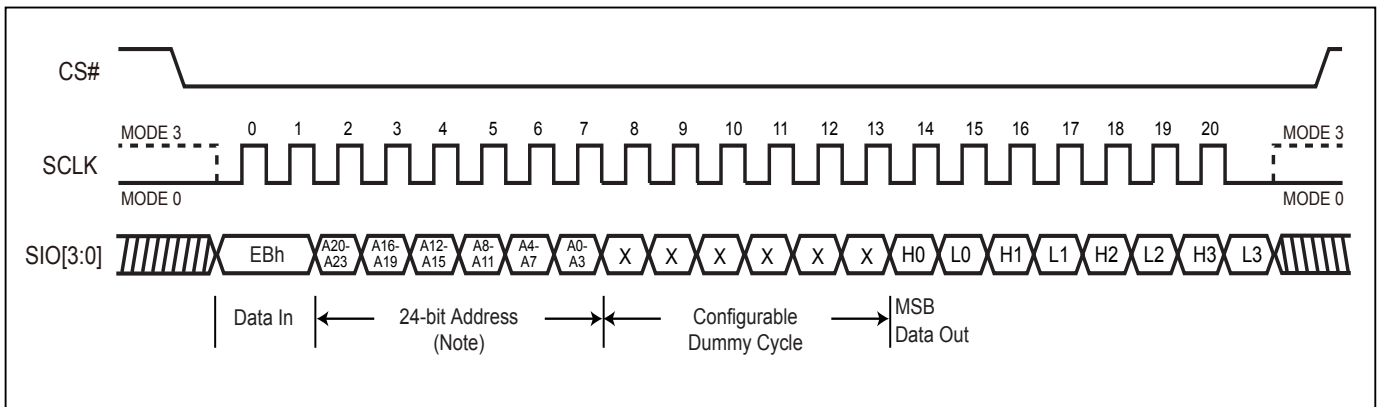 CS#
MODE 3 0 1 2 3 4 5 6 7 8 9 10 11 12 13 14 15 16 17 18 19 20 MODE 3
SCLK
MODE 0 MODE 0
SIO[3:0] EBh A20-A23 A16-A19 A12-A15 A8-A11 A4-A7 A0-A3 X X X X X X H0 L0 H1 L1 H2 L2 H3 L3
Data In 24-bit Address Configurable MSB
(Note) Dummy Cycle Data Out